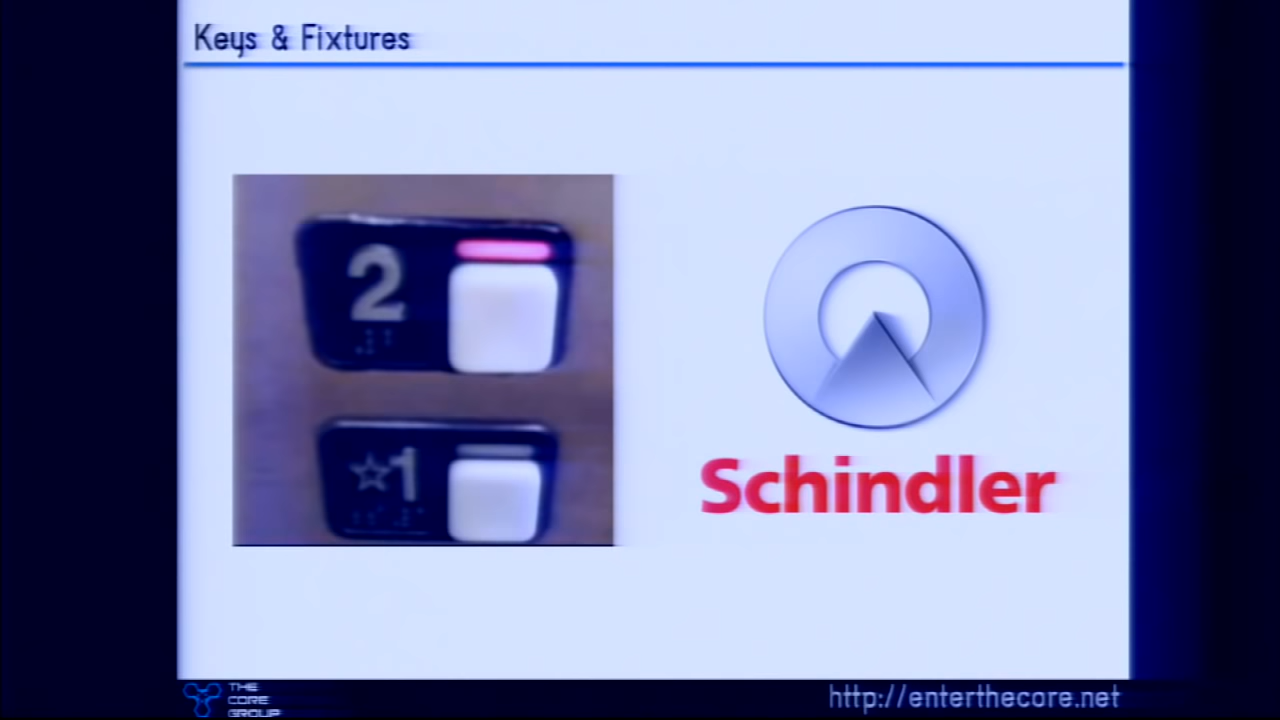 Keys & Fixtures
2
☆1
Schindler
THE
CORE
GROUP
http://enterthecore.net